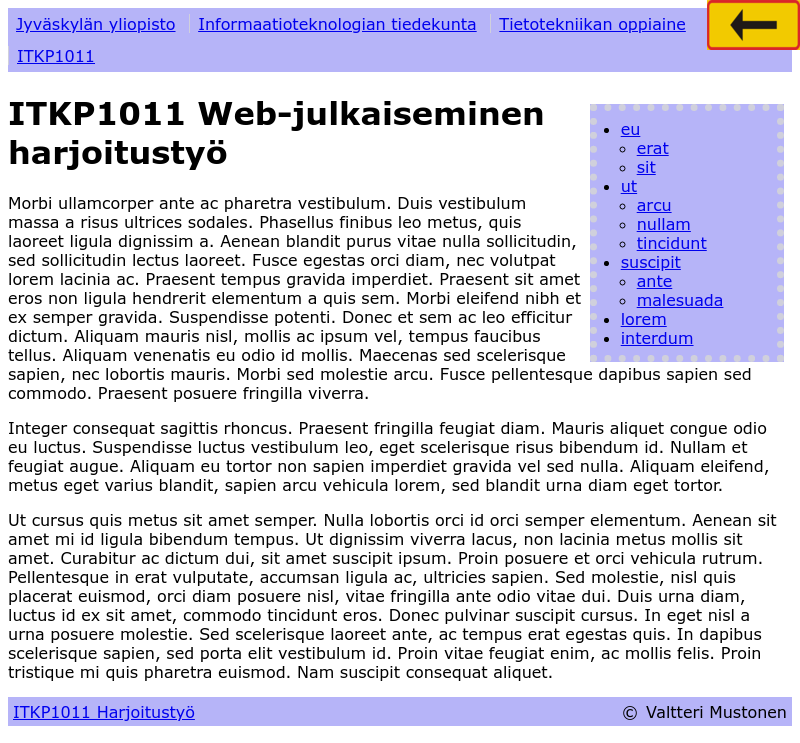 Jyväskylän yliopisto Informaatioteknologian tiedekunta Tietotekniikan oppiaine
ITKP1011
ITKP1011 Web-julkaiseminen
harjoitustyö
eu
erat
sit
ut
arcu
nullam
tincidunt
suscipit
ante
malesuada
lorem
interdum
Morbi ullamcorper ante ac pharetra vestibulum. Duis vestibulum
massa a risus ultrices sodales. Phasellus finibus leo metus, quis
laoreet ligula dignissim a. Aenean blandit purus vitae nulla sollicitudin,
sed sollicitudin lectus laoreet. Fusce egestas orci diam, nec volutpat
lorem lacinia ac. Praesent tempus gravida imperdiet. Praesent sit amet
eros non ligula hendrerit elementum a quis sem. Morbi eleifend nibh et
ex semper gravida. Suspendisse potenti. Donec et sem ac leo efficitur
dictum. Aliquam mauris nisl, mollis ac ipsum vel, tempus faucibus
tellus. Aliquam venenatis eu odio id mollis. Maecenas sed scelerisque
sapien, nec lobortis mauris. Morbi sed molestie arcu. Fusce pellentesque dapibus sapien sed
commodo. Praesent posuere fringilla viverra.
Integer consequat sagittis rhoncus. Praesent fringilla feugiat diam. Mauris aliquet congue odio
eu luctus. Suspendisse luctus vestibulum leo, eget scelerisque risus bibendum id. Nullam et
feugiat augue. Aliquam eu tortor non sapien imperdiet gravida vel sed nulla. Aliquam eleifend,
metus eget varius blandit, sapien arcu vehicula lorem, sed blandit urna diam eget tortor.
Ut cursus quis metus sit amet semper. Nulla lobortis orci id orci semper elementum. Aenean sit
amet mi id ligula bibendum tempus. Ut dignissim viverra lacus, non lacinia metus mollis sit
amet. Curabitur ac dictum dui, sit amet suscipit ipsum. Proin posuere et orci vehicula rutrum.
Pellentesque in erat vulputate, accumsan ligula ac, ultricies sapien. Sed molestie, nisl quis
placerat euismod, orci diam posuere nisl, vitae fringilla ante odio vitae dui. Duis urna diam,
luctus id ex sit amet, commodo tincidunt eros. Donec pulvinar suscipit cursus. In eget nisl a
urna posuere molestie. Sed scelerisque laoreet ante, ac tempus erat egestas quis. In dapibus
scelerisque sapien, sed porta elit vestibulum id. Proin vitae feugiat enim, ac mollis felis. Proin
tristique mi quis pharetra euismod. Nam suscipit consequat aliquet.
ITKP1011 Harjoitustyö © Valtteri Mustonen